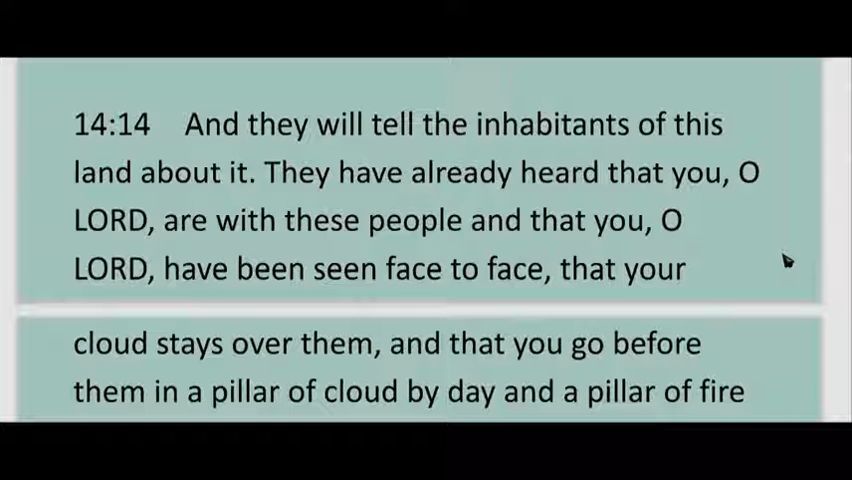 14:14 And they will tell the inhabitants of this
land about it. They have already heard that you, O
LORD, are with these people and that you, O
LORD, have been seen face to face, that your
cloud stays over them, and that you go before
them in a pillar of cloud by day and a pillar of fire